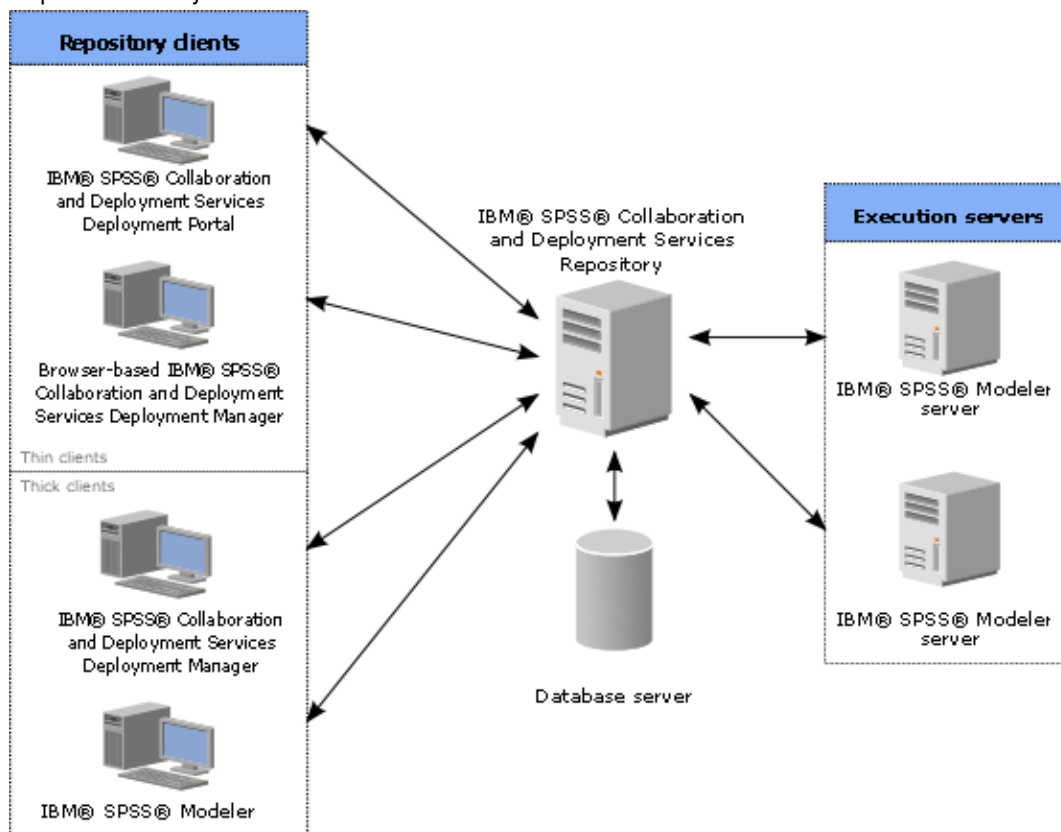 Repository clients
IBM® SPSS® Collaboration
and Deployment Services
Deployment Portal
Browser-based IBM® SPSS®
Collaboration and Deployment
Services Deployment Manager
Thin clients
Thick clients
IBM® SPSS® Collaboration
and Deployment Services
Deployment Manager
IBM® SPSS® Modeler
IBM® SPSS® Collaboration
and Deployment Services
Repository
Database server
Execution servers
IBM® SPSS® Modeler
server
IBM® SPSS® Modeler
server